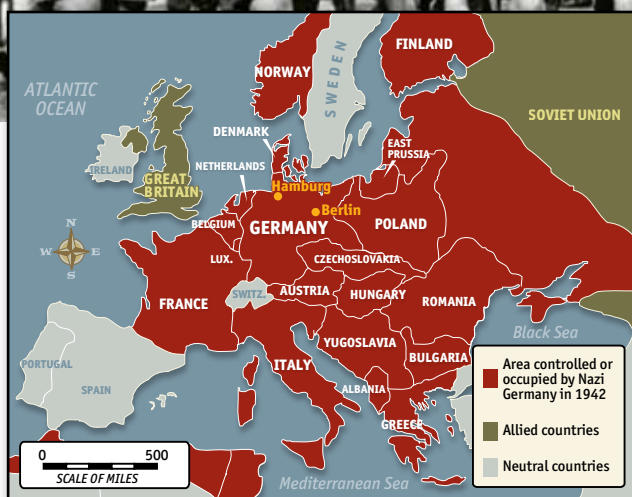 FINLAND
NORWAY
SWEDEN
ATLANTIC
OCEAN
SOVIET UNION
DENMARK
EAST
PRUSSIA
NETHERLANDS
IRELAND
GREAT
BRITAIN
Hamburg
Berlin
BELGIUM
GERMANY
POLAND
N
W
E
S
LUX.
CZECHOSLOVAKIA
SWITZ.
AUSTRIA
HUNGARY
ROMANIA
FRANCE
Black Sea
YUGOSLAVIA
BULGARIA
ITALY
PORTUGAL
SPAIN
ALBANIA
GREECE
Mediterranean Sea
0 500
SCALE OF MILES
Area controlled or
occupied by Nazi
Germany in 1942
Allied countries
Neutral countries